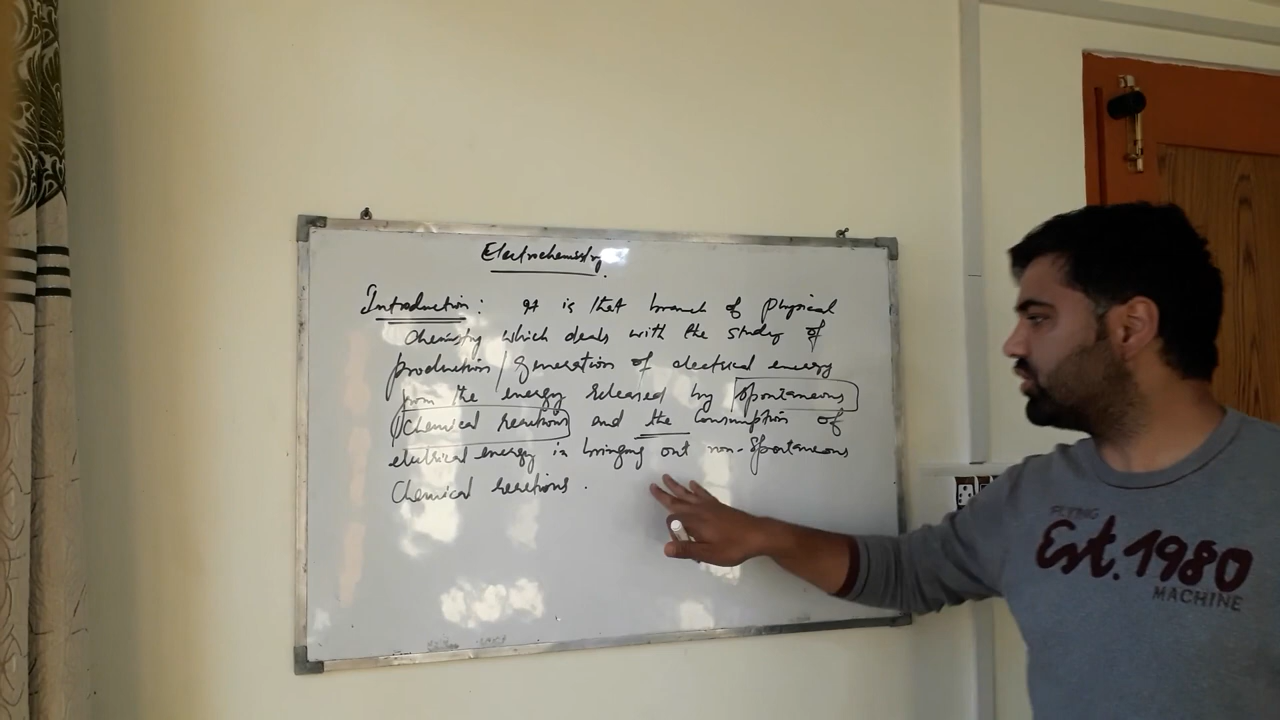 Electrochemistry.
Introduction: It is that branch of Physical
Chemistry which deals with the study of
production/generation of electrical energy
from the energy released by Spontaneous
Chemical reactions and the Consumption of
electrical energy in bringing out non-Spontaneous
Chemical reactions.
FLYING
Est. 1980
MACHINE